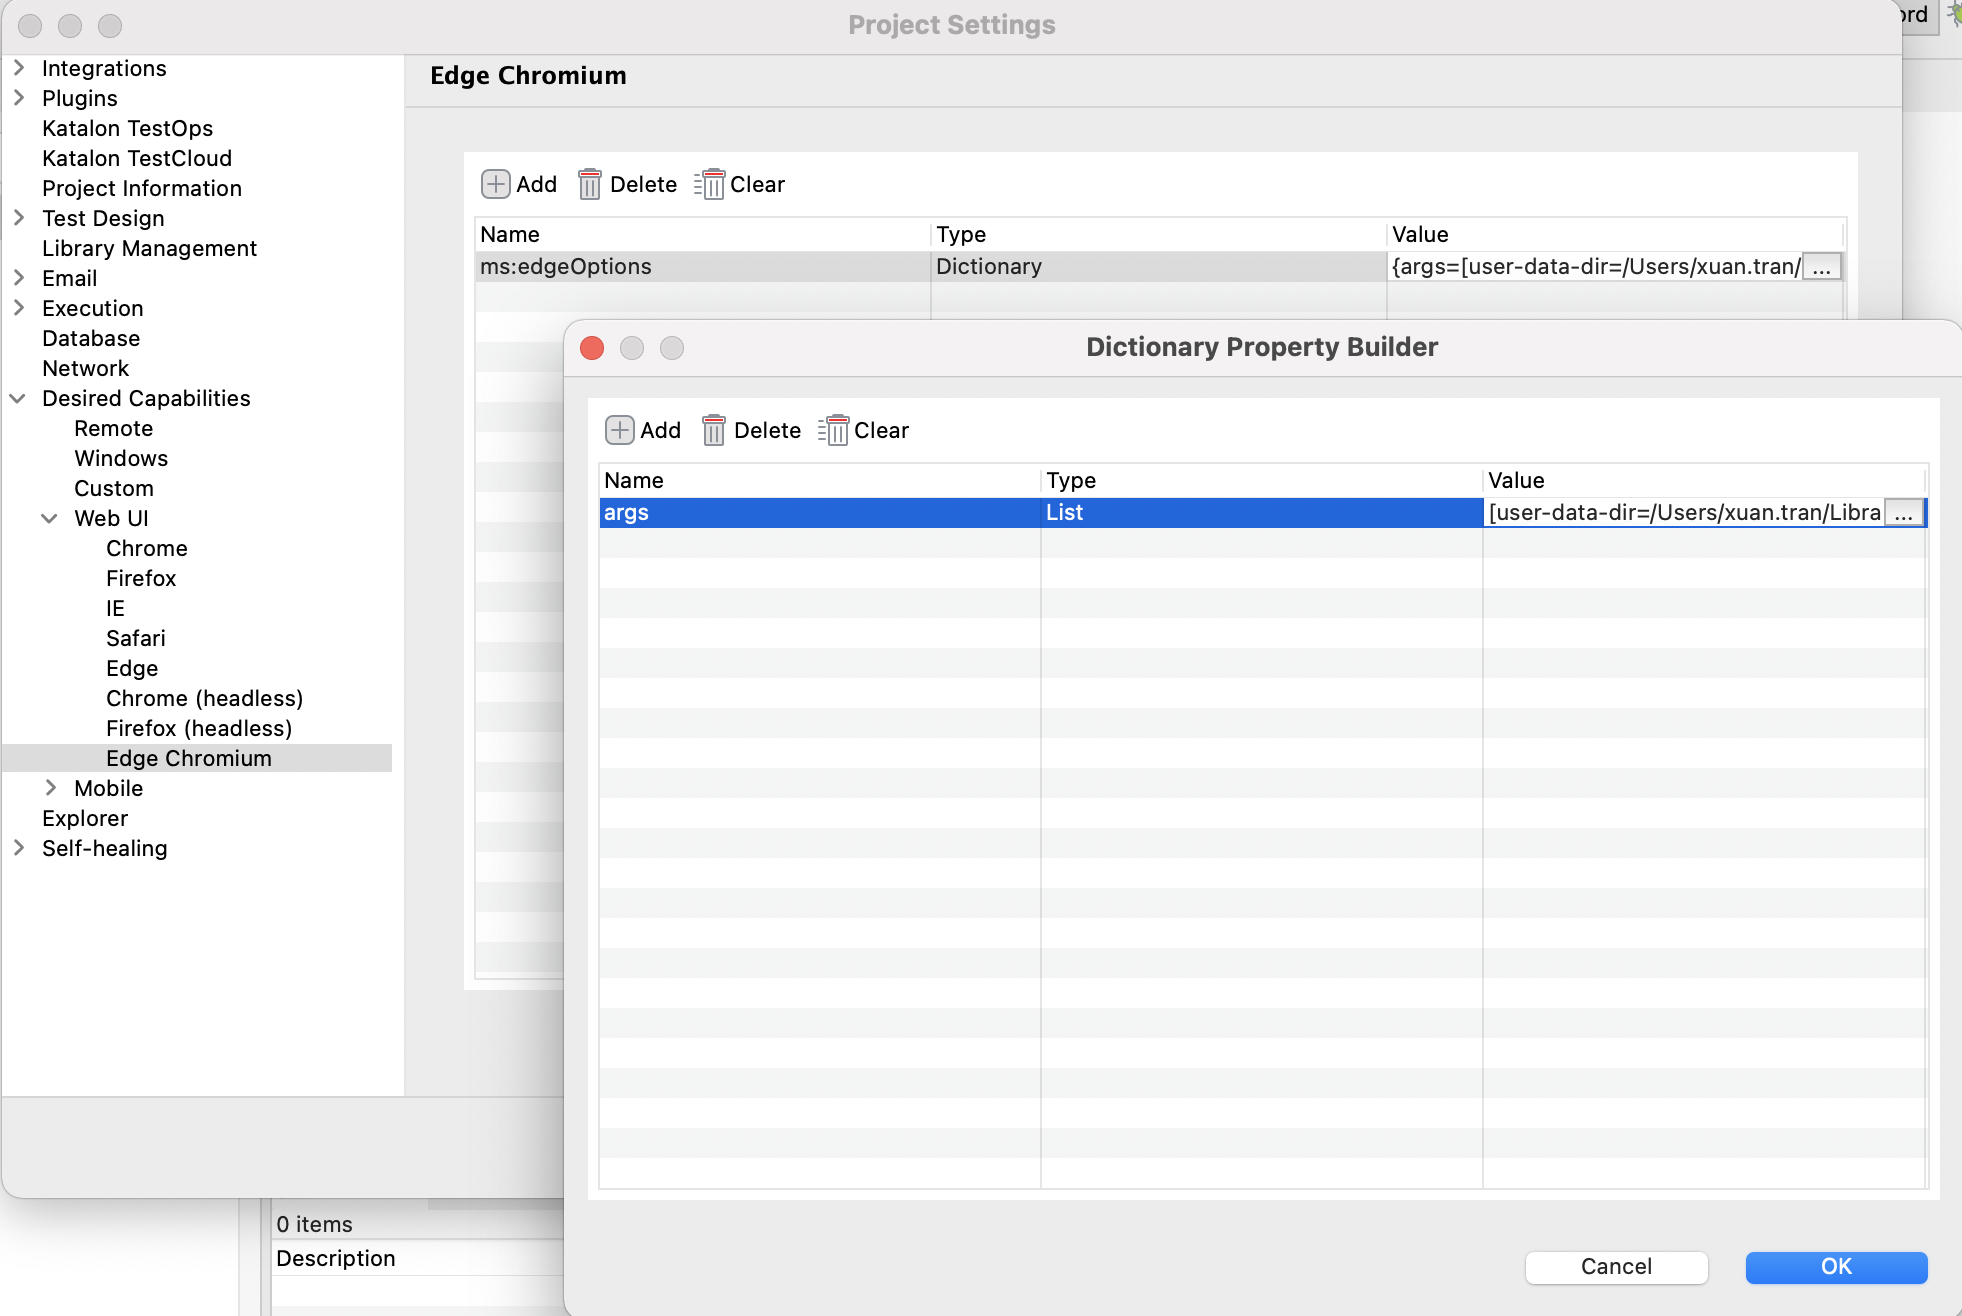 Project Settings
Integrations
Plugins
Katalon TestOps
Katalon TestCloud
Project Information
Test Design
Library Management
Email
Execution
Database
Network
Desired Capabilities
Remote
Windows
Custom
Web UI
Chrome
Firefox
IE
Safari
Edge
Chrome (headless)
Firefox (headless)
Edge Chromium
Mobile
Explorer
Self-healing
Edge Chromium
Add Delete Clear
Name Type Value
ms:edgeOptions Dictionary {args=[user-data-dir=/Users/xuan.tran/ ...
Dictionary Property Builder
Add Delete Clear
Name Type Value
args List [user-data-dir=/Users/xuan.tran/Libra ...
Cancel OK
0 items
Description